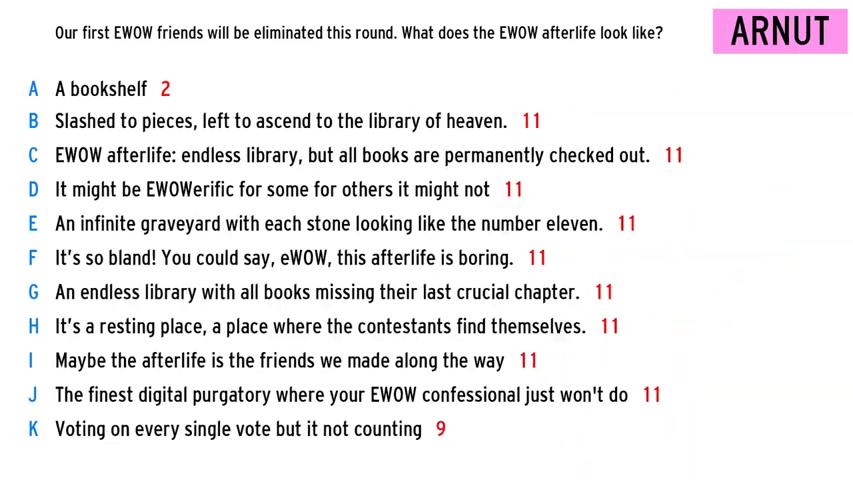 Our first EWOW friends will be eliminated this round. What does the EWOW afterlife look like?
ARNUT
A A bookshelf 2
B Slashed to pieces, left to ascend to the library of heaven. 11
C EWOW afterlife: endless library, but all books are permanently checked out. 11
D It might be EWOWerific for some for others it might not 11
E An infinite graveyard with each stone looking like the number eleven. 11
F It's so bland! You could say, eWOW, this afterlife is boring. 11
G An endless library with all books missing their last crucial chapter. 11
H It's a resting place, a place where the contestants find themselves. 11
I Maybe the afterlife is the friends we made along the way 11
J The finest digital purgatory where your EWOW confessional just won't do 11
K Voting on every single vote but it not counting 9